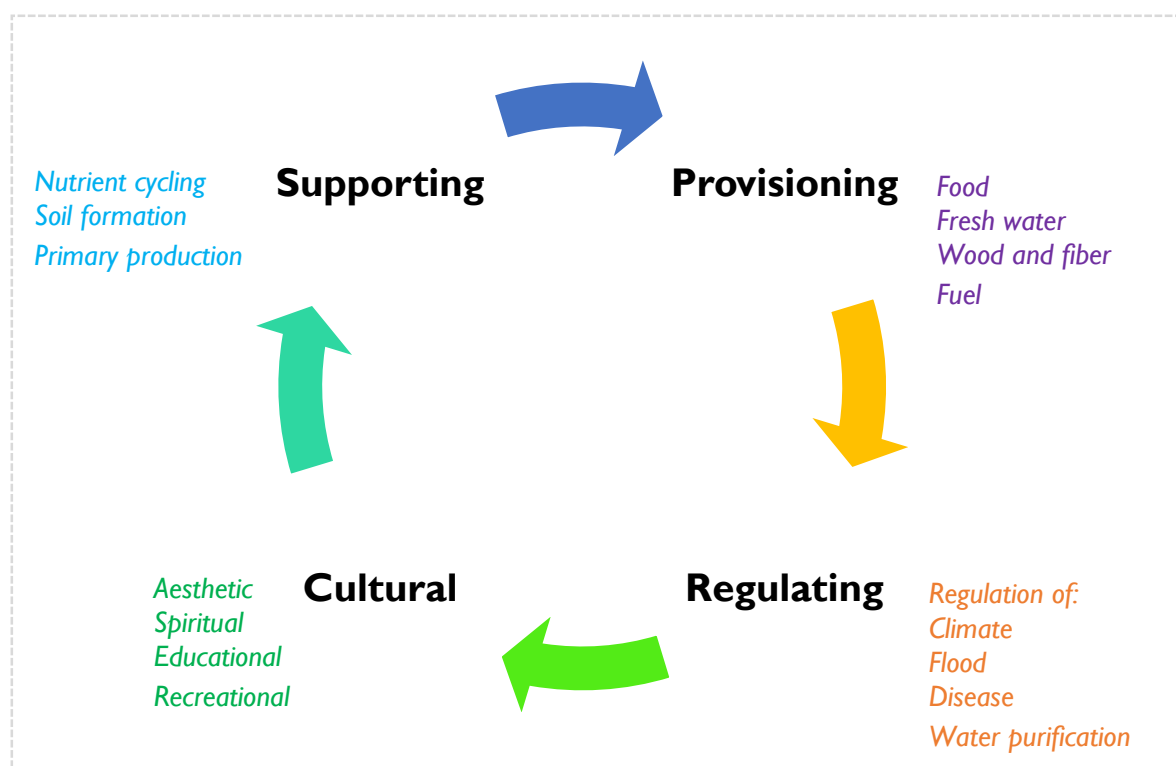 Supporting
Nutrient cycling
Soil formation
Primary production
Provisioning
Food
Fresh water
Wood and fiber
Fuel
Regulating
Regulation of:
Climate
Flood
Disease
Water purification
Cultural
Aesthetic
Spiritual
Educational
Recreational